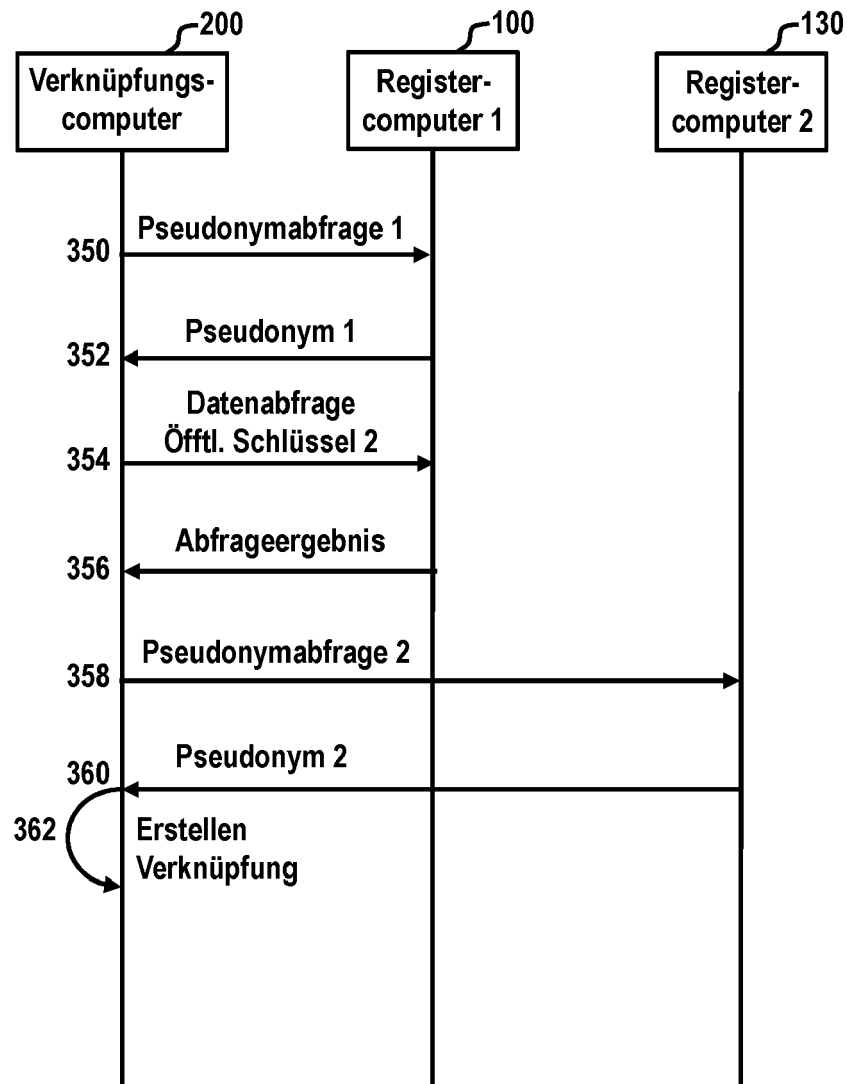 200
100
130
Verknüpfungs-
computer
Register-
computer 1
Register-
computer 2
Pseudonymabfrage 1
350
Pseudonym 1
352
Datenabfrage
Öfftl. Schlüssel 2
354
Abfrageergebnis
356
Pseudonymabfrage 2
358
Pseudonym 2
360
362
Erstellen
Verknüpfung